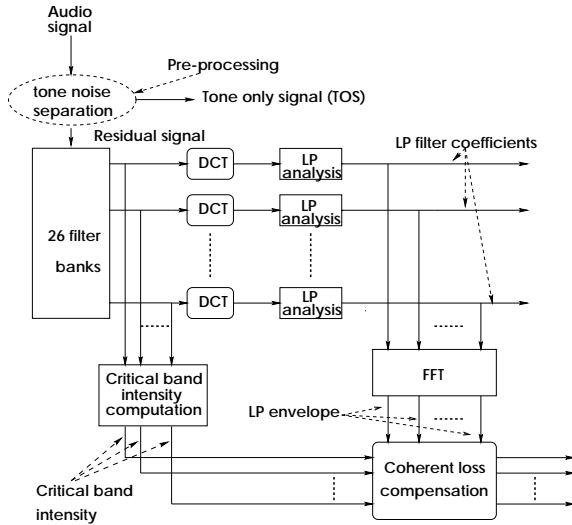 Audio
signal
Pre-processing
tone noise
separation
Tone only signal (TOS)
Residual signal
LP filter coefficients
26 filter
banks
DCT
LP
analysis
DCT
LP
analysis
DCT
LP
analysis
Critical band
intensity
computation
FFT
LP envelope
Coherent loss
compensation
Critical band
intensity